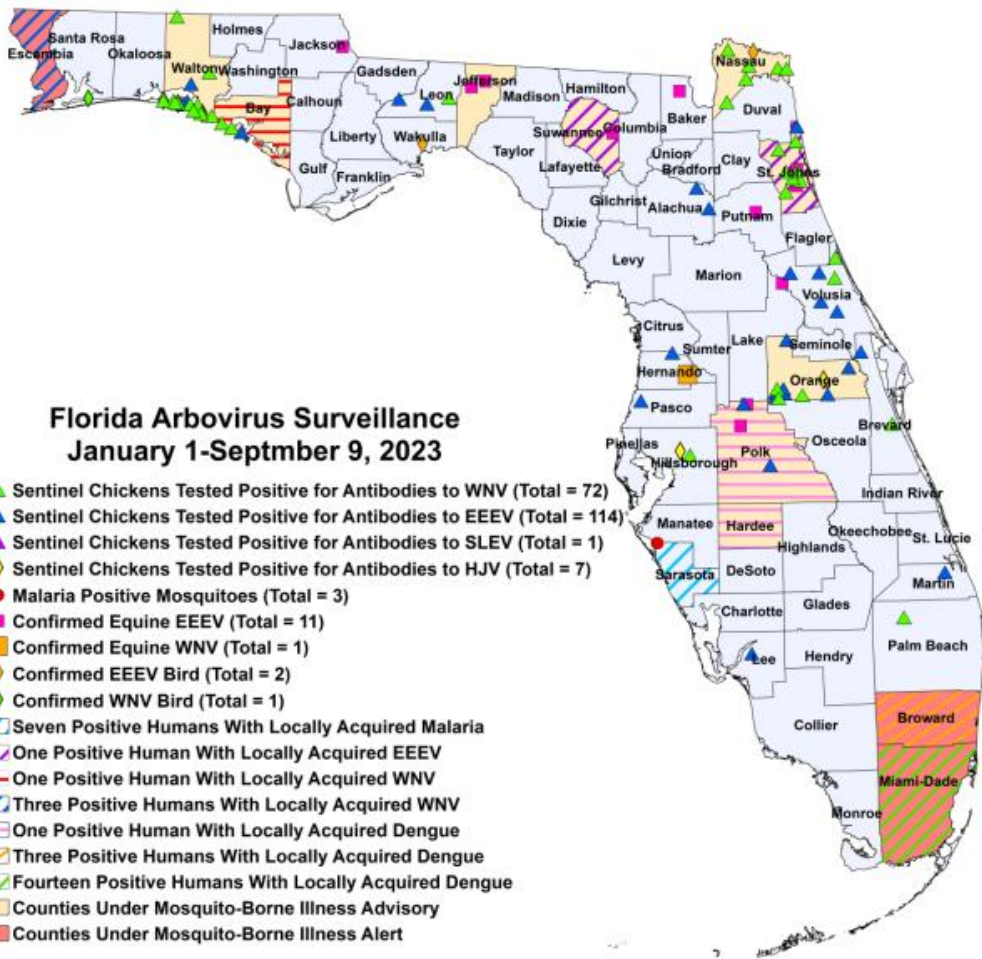 Holmes
Jackson
Santa Rosa
Escambia
Okaloosa
Walton
Washington
Gadsden
Leon
Jefferson
Madison
Hamilton
Nassau
Bay
Calhoun
Liberty
Wakulla
Gulf
Franklin
Taylor
Suwannee
Columbia
Baker
Duval
Lafayette
Union
Bradford
Clay
St. Jones
Dixie
Gilchrist
Alachua
Putnam
Flagler
Levy
Marion
Volusia
Citrus
Sumter
Lake
Seminole
Hernando
Orange
Pasco
Pinellas
Hillsborough
Polk
Osceola
Brevard
Indian River
Manatee
Hardee
Okeechobee
St. Lucie
Highlands
Sarasota
DeSoto
Martin
Charlotte
Glades
Lee
Hendry
Palm Beach
Collier
Broward
Miami-Dade
Monroe
Florida Arbovirus Surveillance
January 1-Septmber 9, 2023
Sentinel Chickens Tested Positive for Antibodies to WNV (Total = 72)
Sentinel Chickens Tested Positive for Antibodies to EEEV (Total = 114)
Sentinel Chickens Tested Positive for Antibodies to SLEV (Total = 1)
Sentinel Chickens Tested Positive for Antibodies to HJV (Total = 7)
Malaria Positive Mosquitoes (Total = 3)
Confirmed Equine EEEV (Total = 11)
Confirmed Equine WNV (Total = 1)
Confirmed EEEV Bird (Total = 2)
Confirmed WNV Bird (Total = 1)
Seven Positive Humans With Locally Acquired Malaria
One Positive Human With Locally Acquired EEEV
One Positive Human With Locally Acquired WNV
Three Positive Humans With Locally Acquired WNV
One Positive Human With Locally Acquired Dengue
Three Positive Humans With Locally Acquired Dengue
Fourteen Positive Humans With Locally Acquired Dengue
Counties Under Mosquito-Borne Illness Advisory
Counties Under Mosquito-Borne Illness Alert